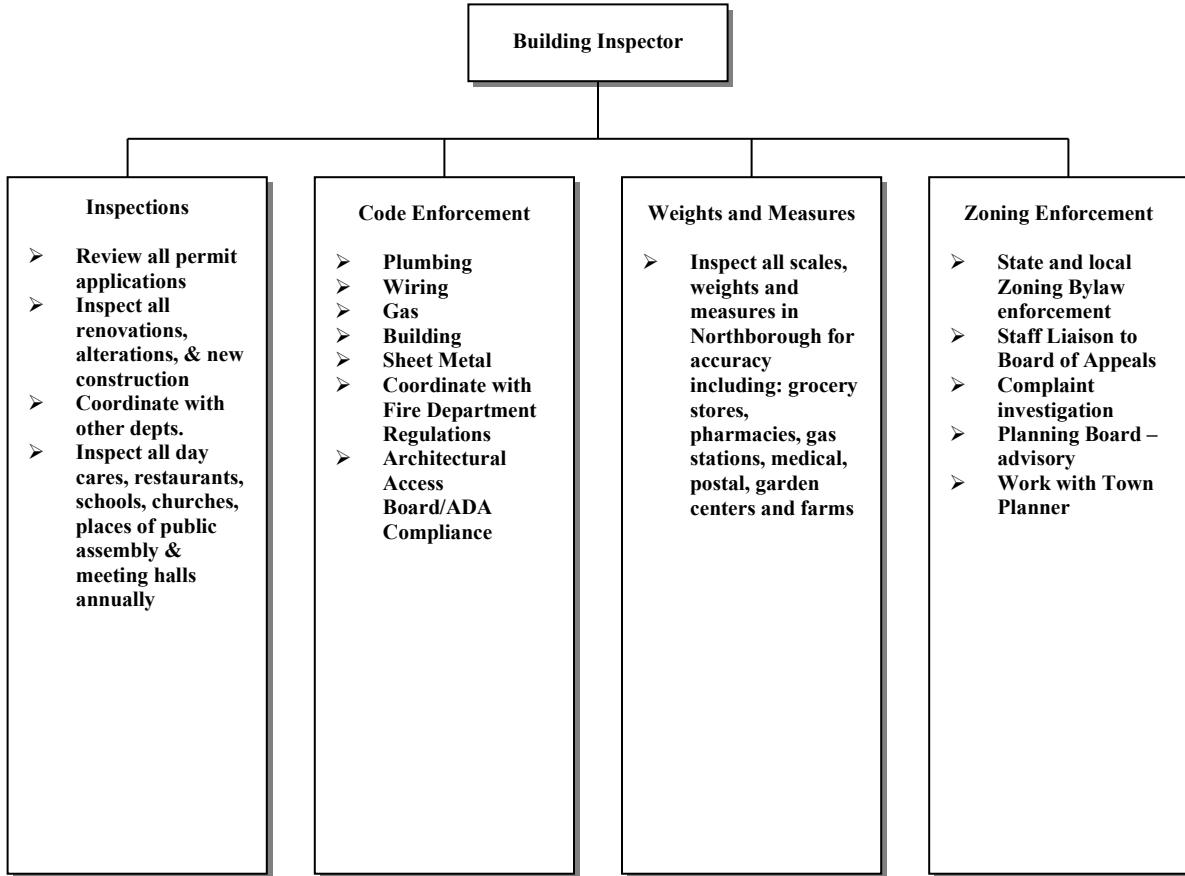 Building Inspector
Inspections
➢ Review all permit
applications
➢ Inspect all
renovations,
alterations, & new
construction
➢ Coordinate with
other depts.
➢ Inspect all day
cares, restaurants,
schools, churches,
places of public
assembly &
meeting halls
annually
Code Enforcement
➢ Plumbing
➢ Wiring
➢ Gas
➢ Building
➢ Sheet Metal
➢ Coordinate with
Fire Department
Regulations
➢ Architectural
Access
Board/ADA
Compliance
Weights and Measures
➢ Inspect all scales,
weights and
measures in
Northborough for
accuracy
including: grocery
stores,
pharmacies, gas
stations, medical,
postal, garden
centers and farms
Zoning Enforcement
➢ State and local
Zoning Bylaw
enforcement
➢ Staff Liaison to
Board of Appeals
➢ Complaint
investigation
➢ Planning Board –
advisory
➢ Work with Town
Planner